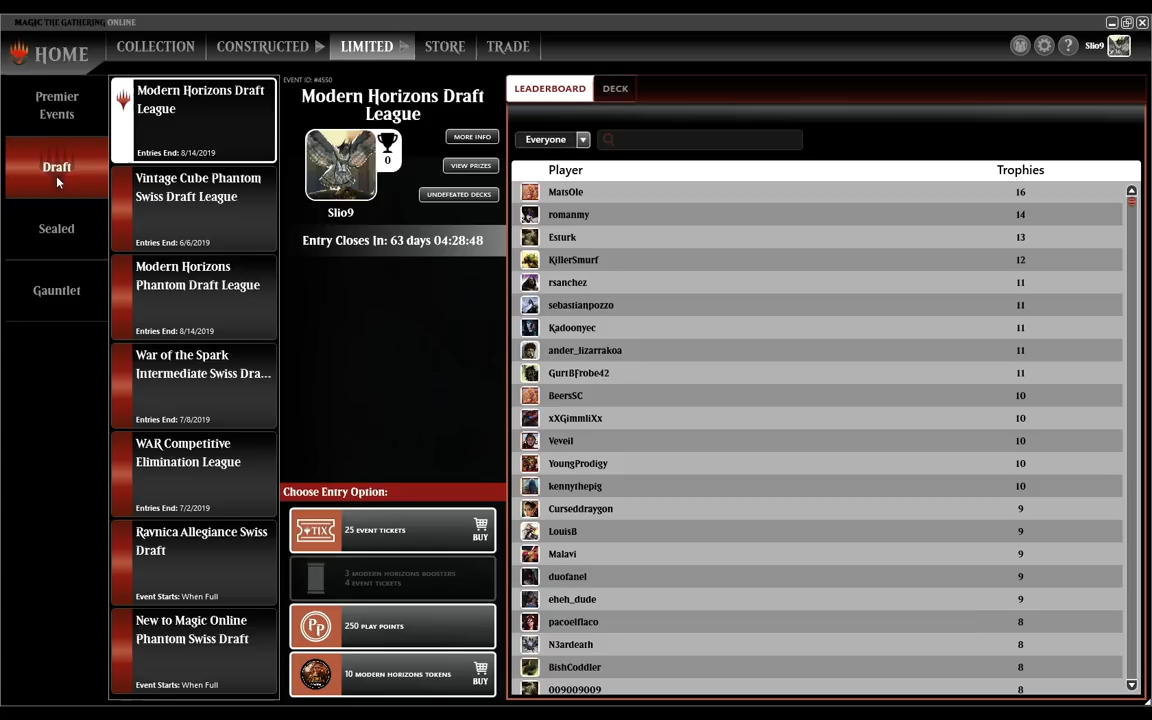 MAGIC THE GATHERING ONLINE
HOME
COLLECTION
CONSTRUCTED
LIMITED
STORE
TRADE
Slio9
Premier
Events
Draft
Sealed
Gauntlet
Modern Horizons Draft
League
Entries End: 8/14/2019
Vintage Cube Phantom
Swiss Draft League
Entries End: 6/6/2019
Modern Horizons
Phantom Draft League
Entries End: 8/14/2019
War of the Spark
Intermediate Swiss Dra...
Entries End: 7/8/2019
WAR Competitive
Elimination League
Entries End: 7/2/2019
Ravnica Allegiance Swiss
Draft
Event Starts: When Full
New to Magic Online
Phantom Swiss Draft
Event Starts: When Full
EVENT ID: #4550
Modern Horizons Draft
League
0
MORE INFO
VIEW PRIZES
UNDEFEATED DECKS
Slio9
Entry Closes In: 63 days 04:28:48
Choose Entry Option:
TIX
25 EVENT TICKETS
BUY
3 MODERN HORIZONS BOOSTERS
4 EVENT TICKETS
PP
250 PLAY POINTS
10 MODERN HORIZONS TOKENS
BUY
LEADERBOARD
DECK
Everyone
Player Trophies
MatsOle 16
romanmy 14
Esturk 13
KillerSmurf 12
rsanchez 11
sebastianpozzo 11
Kadoonyec 11
ander_lizarrakoa 11
GurtBFrobe42 11
BeersSC 10
xXGimmliXx 10
Veveil 10
YoungProdigy 10
kennythepig 10
Curseddraygon 9
LouisB 9
Malavi 9
duofanel 9
eheh_dude 9
pacoelflaco 8
N3ardeath 8
BishCoddler 8
009009009 8